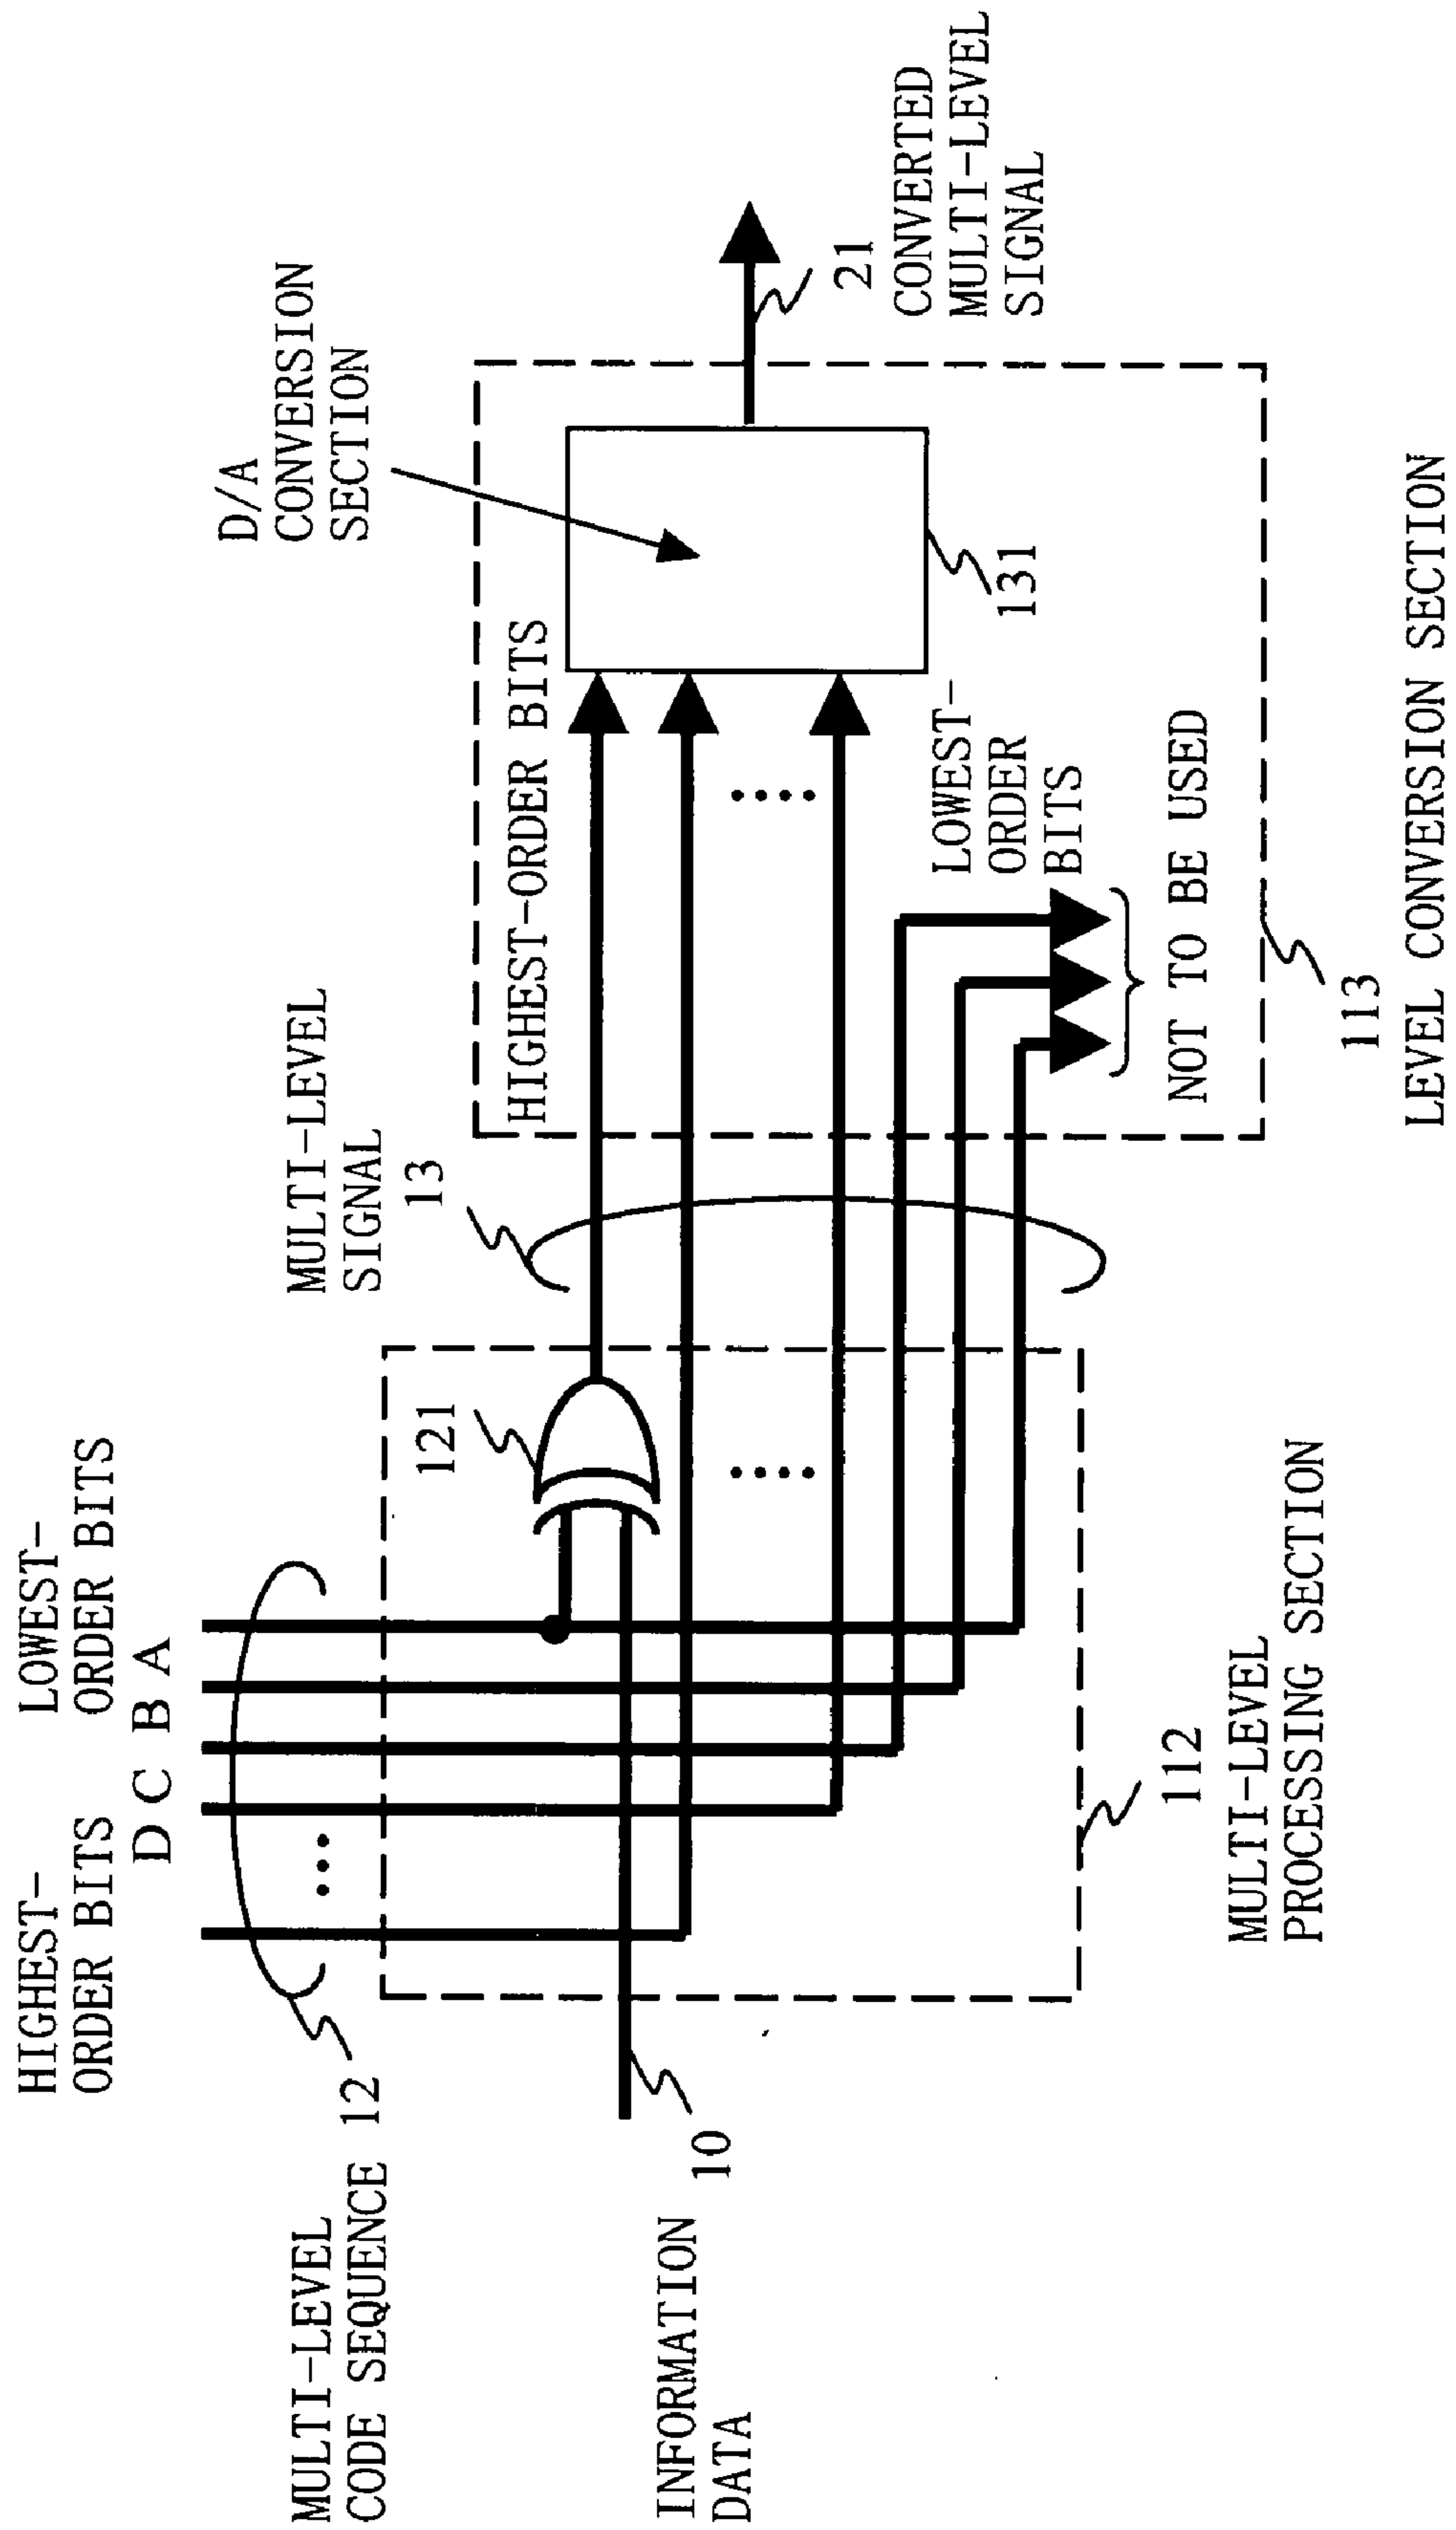 HIGHEST-
ORDER BITS
LOWEST-
ORDER BITS
D C B A
MULTI-LEVEL
CODE SEQUENCE 12
INFORMATION
DATA
10
121
112
MULTI-LEVEL
PROCESSING SECTION
MULTI-LEVEL
SIGNAL
13
D/A
CONVERSION
SECTION
HIGHEST-ORDER BITS
131
LOWEST-
ORDER
BITS
NOT TO BE USED
113
LEVEL CONVERSION SECTION
21
CONVERTED
MULTI-LEVEL
SIGNAL